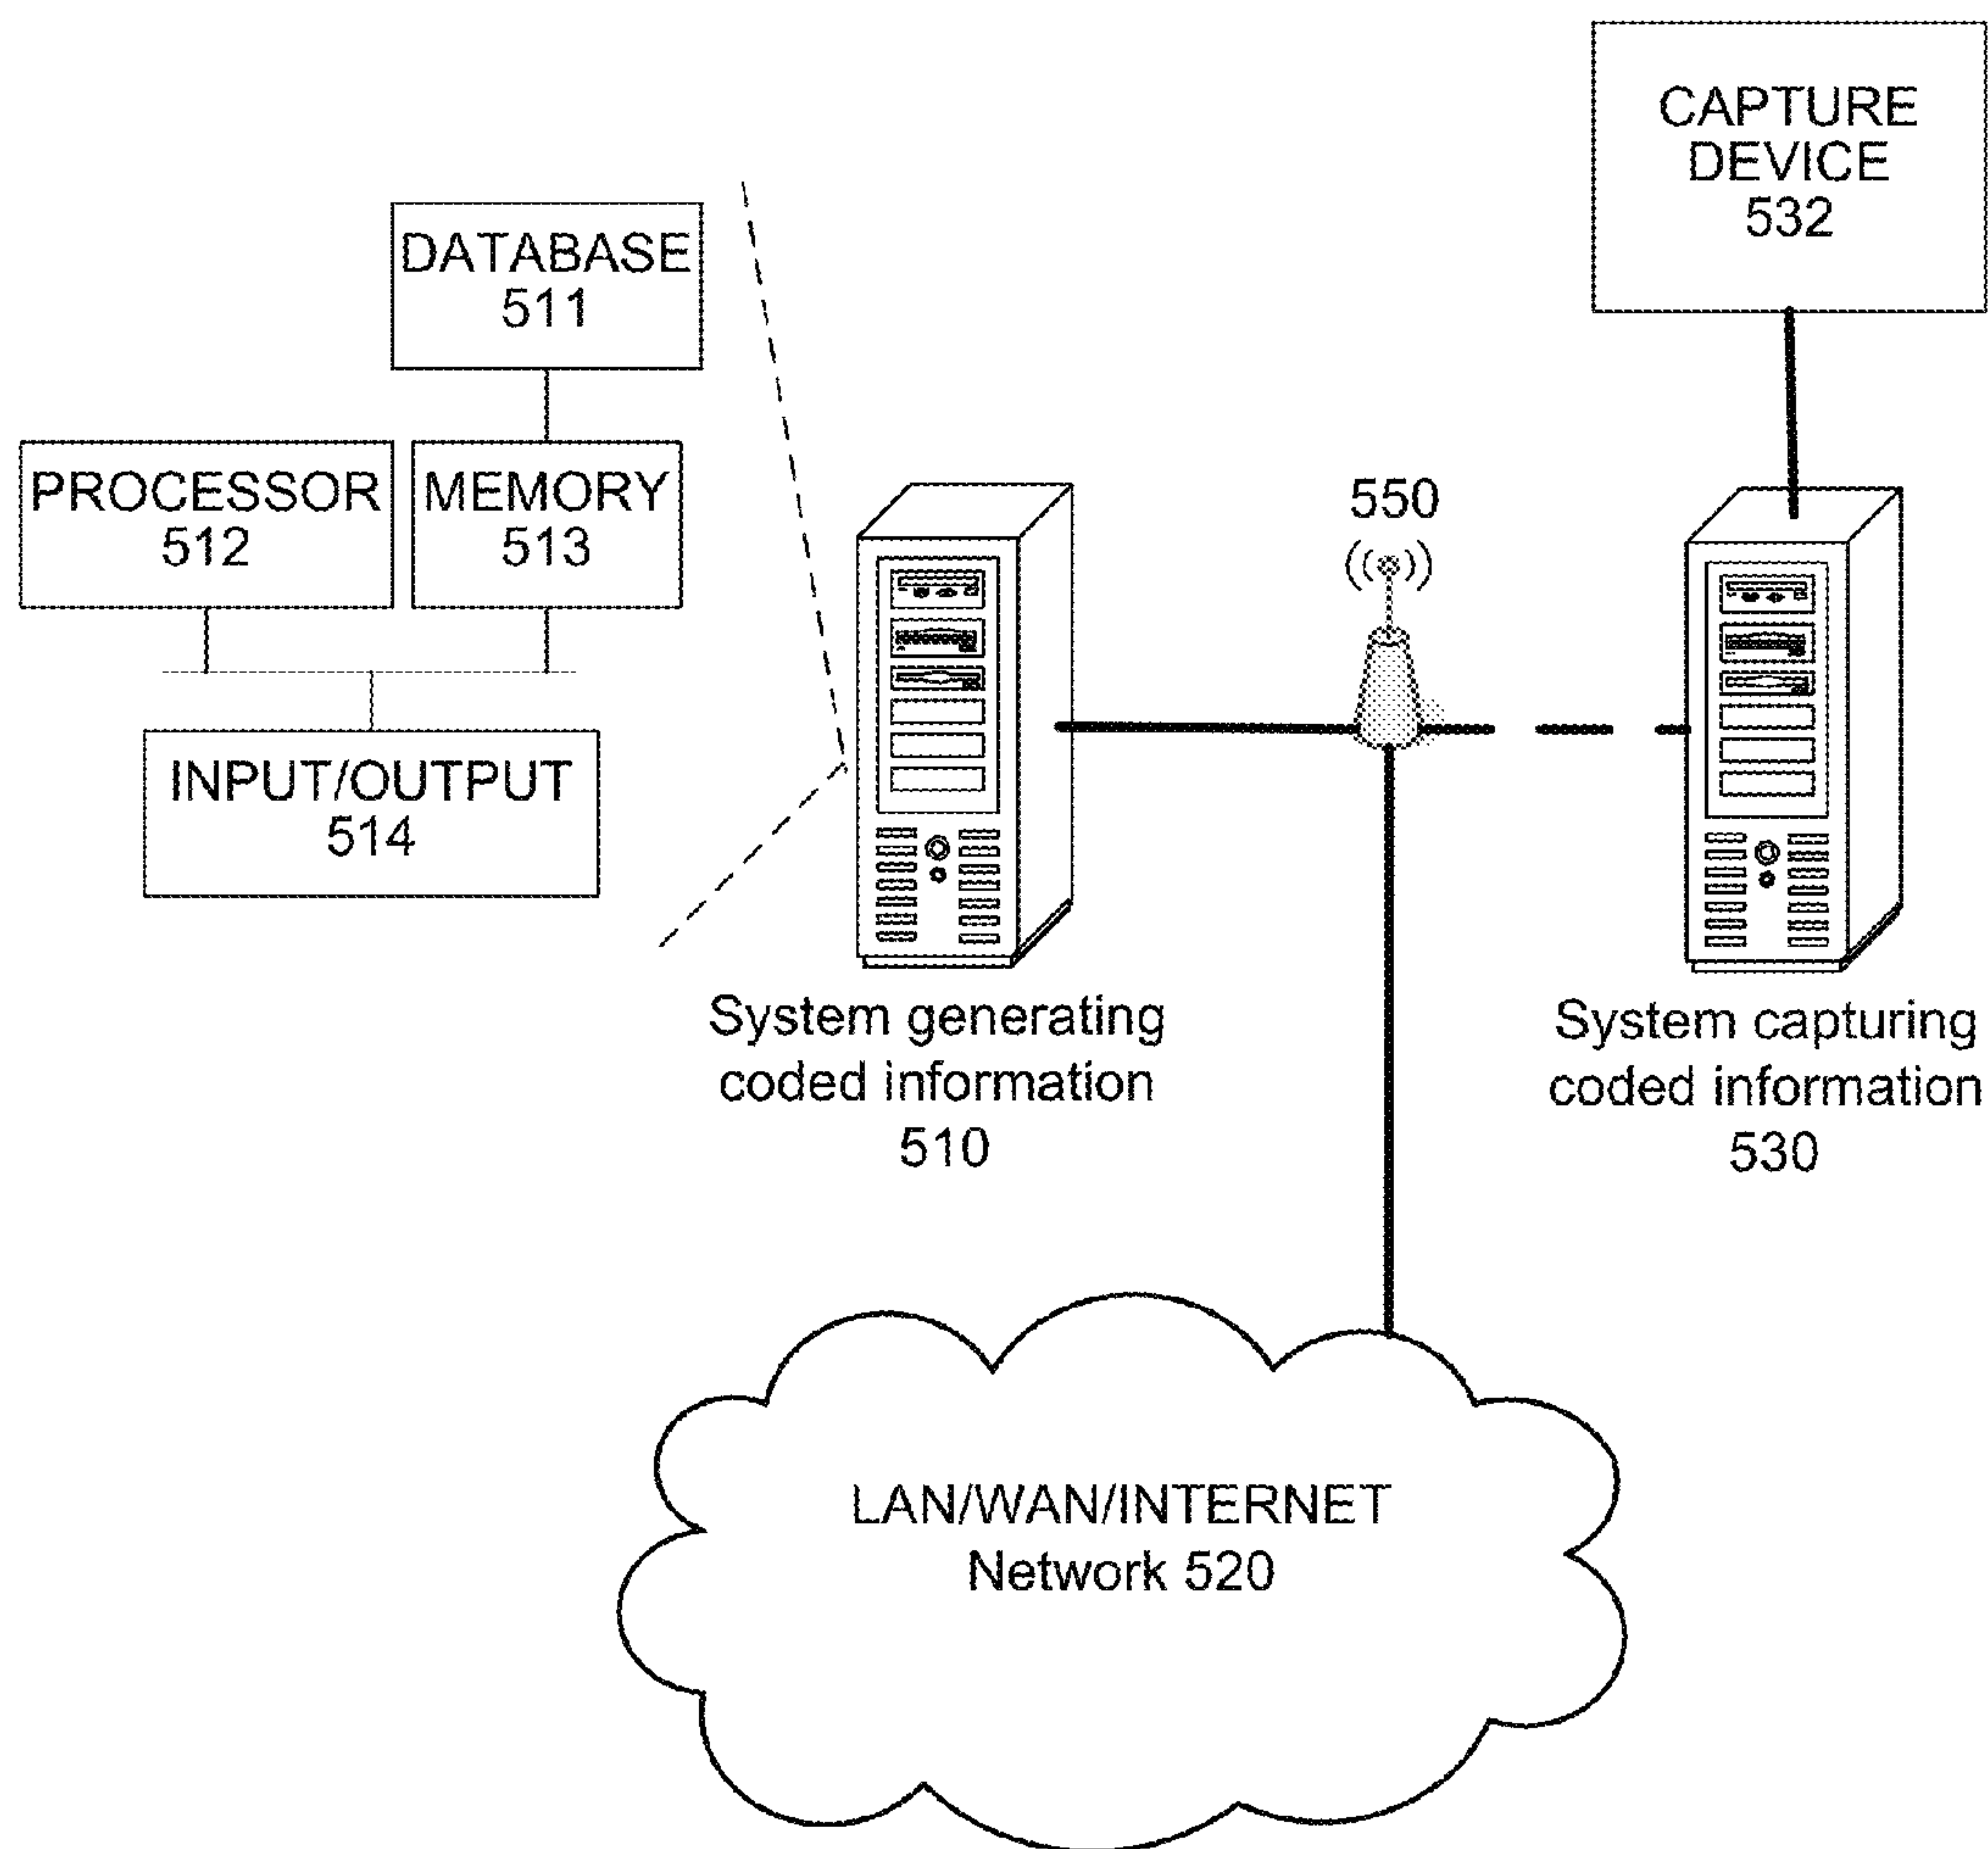 CAPTURE
DEVICE
532
DATABASE
511
PROCESSOR
512
MEMORY
513
550
INPUT/OUTPUT
514
System generating
coded information
510
System capturing
coded information
530
LAN/WAN/INTERNET
Network 520